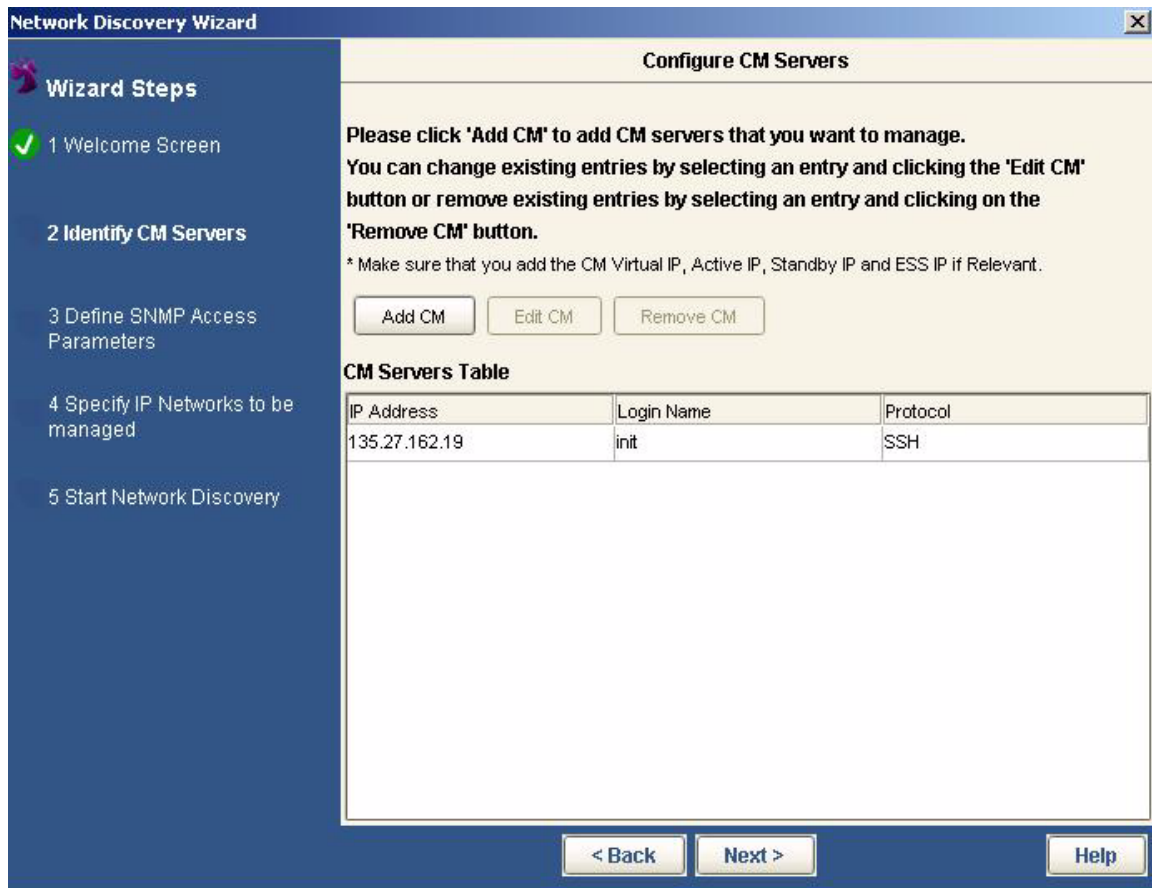 Network Discovery Wizard
Wizard Steps
1 Welcome Screen
2 Identify CM Servers
3 Define SNMP Access
Parameters
4 Specify IP Networks to be
managed
5 Start Network Discovery
Configure CM Servers
Please click 'Add CM' to add CM servers that you want to manage.
You can change existing entries by selecting an entry and clicking the 'Edit CM'
button or remove existing entries by selecting an entry and clicking on the
'Remove CM' button.
* Make sure that you add the CM Virtual IP, Active IP, Standby IP and ESS IP if Relevant.
Add CM Edit CM Remove CM
CM Servers Table
IP Address Login Name Protocol
135.27.162.19 init SSH
< Back Next > Help